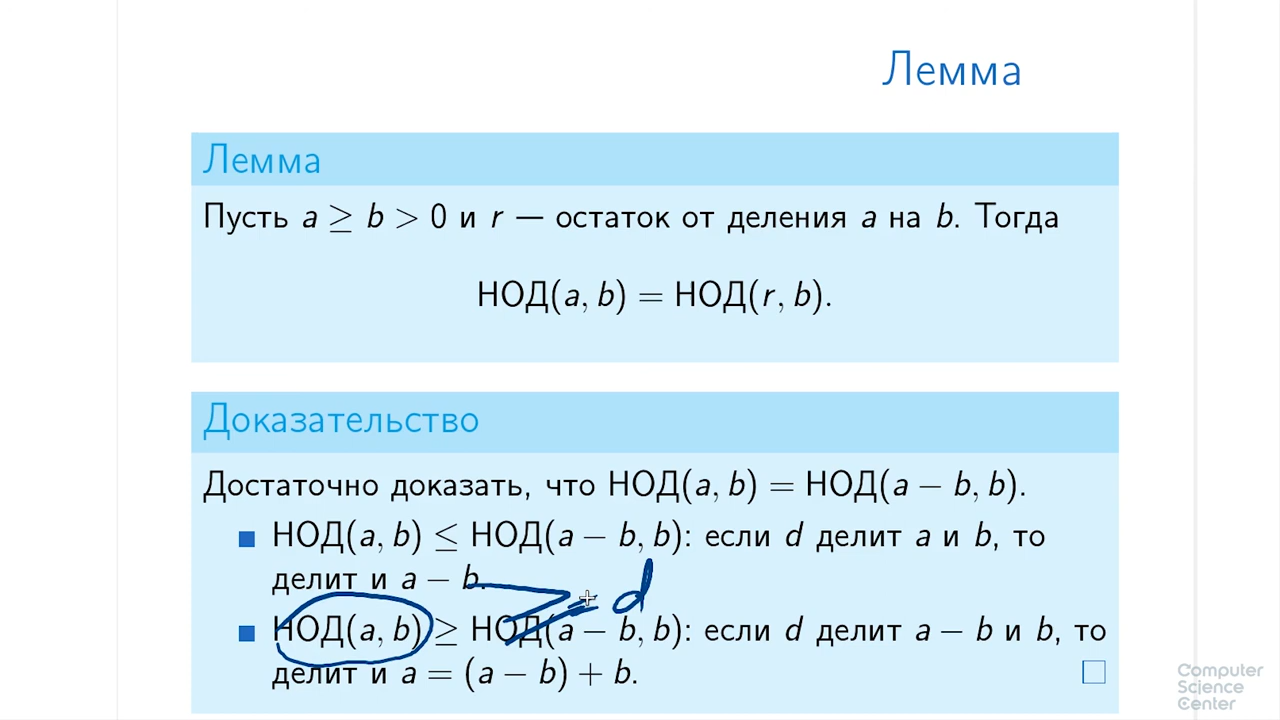 Лемма
Лемма
Пусть a ≥ b > 0 и r — остаток от деления a на b. Тогда
НОД(a, b) = НОД(r, b).
Доказательство
Достаточно доказать, что НОД(a, b) = НОД(a − b, b).
■ НОД(a, b) ≤ НОД(a − b, b): если d делит a и b, то
делит и a − b.
≥ d
■ НОД(a, b) ≥ НОД(a − b, b): если d делит a − b и b, то
делит и a = (a − b) + b. □
Computer
Science
Center